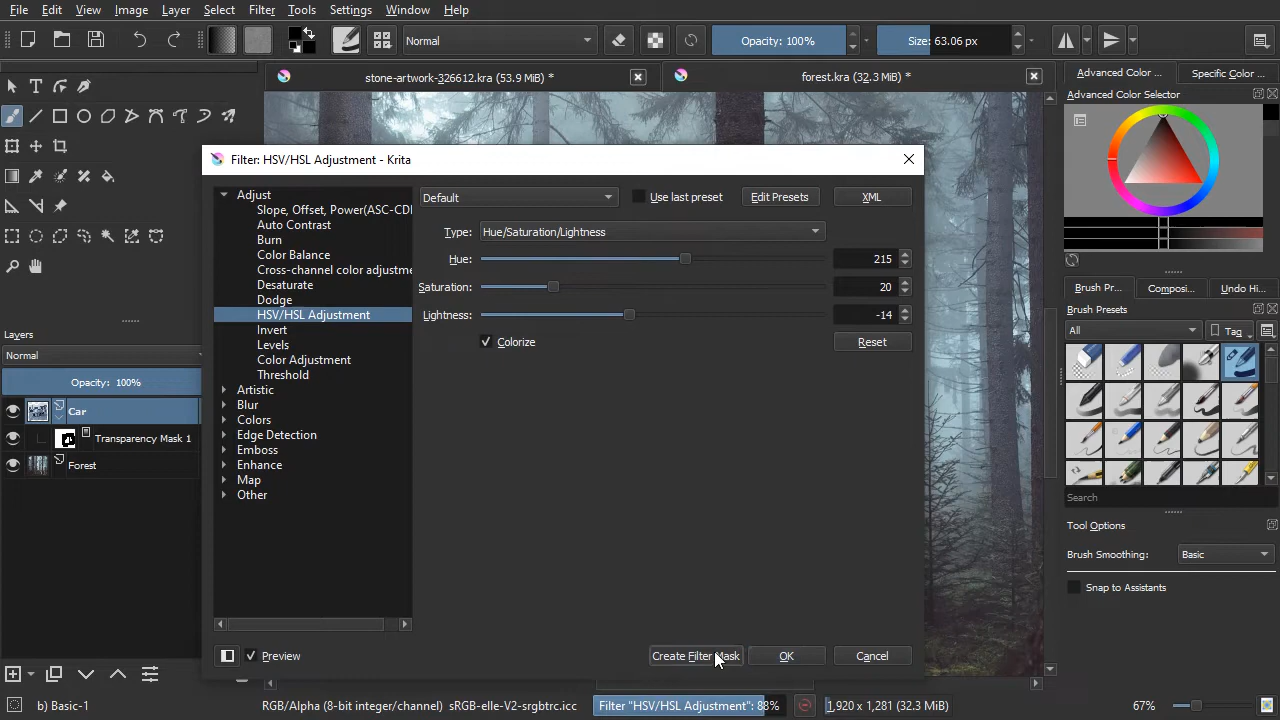 File Edit View Image Layer Select Filter Tools Settings Window Help
Normal Opacity: 100% Size: 63.06 px
stone-artwork-326612.kra (53.9 MiB) * forest.kra (32.3 MiB) *
Advanced Color ... Specific Color ...
Advanced Color Selector
Filter: HSV/HSL Adjustment - Krita
Adjust
Slope, Offset, Power(ASC-CDL
Auto Contrast
Burn
Color Balance
Cross-channel color adjustme
Desaturate
Dodge
HSV/HSL Adjustment
Invert
Levels
Color Adjustment
Threshold
Artistic
Blur
Colors
Edge Detection
Emboss
Enhance
Map
Other
Default Use last preset Edit Presets XML
Type: Hue/Saturation/Lightness
Hue: 215
Saturation: 20
Lightness: -14
Colorize Reset
Preview Create Filter Mask OK Cancel
Layers
Normal
Opacity: 100%
Car
Transparency Mask 1
Forest
Brush Pr... Composi... Undo Hi...
Brush Presets
All Tag
Search
Tool Options
Brush Smoothing: Basic
Snap to Assistants
b) Basic-1 RGB/Alpha (8-bit integer/channel) sRGB-elle-V2-srgbtrc.icc Filter "HSV/HSL Adjustment": 88% 1,920 x 1,281 (32.3 MiB) 67%